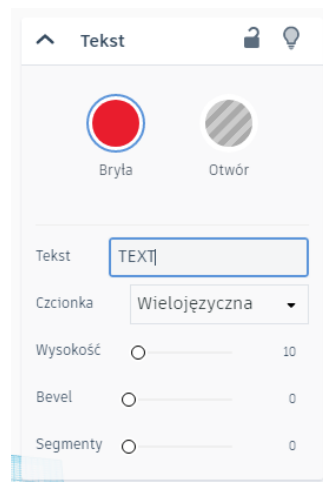 Tekst
Bryła Otwór
Tekst TEXT
Czcionka Wielojęzyczna
Wysokość 10
Bevel 0
Segmenty 0